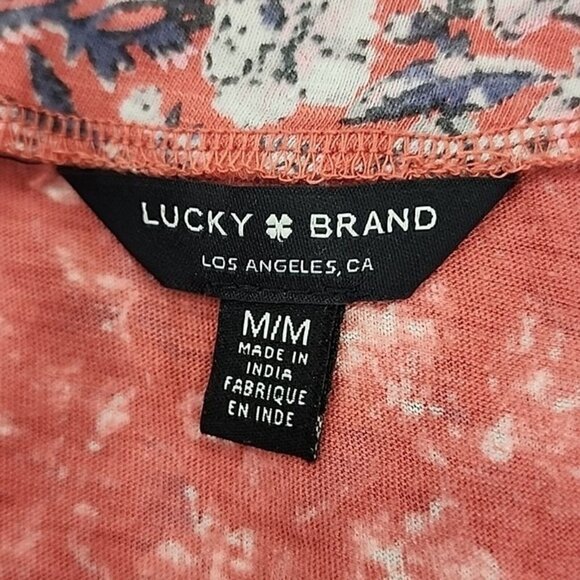 LUCKY BRAND
LOS ANGELES, CA
M/M
MADE IN
INDIA
FABRIQUE
EN INDE